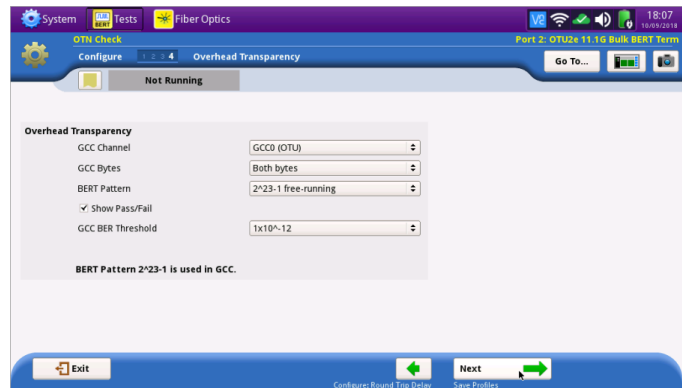 System
Tests
Fiber Optics
18:07
10/09/2018
OTN Check
Port 2: OTU2e 11.1G Bulk BERT Term
Configure 1 2 3 4 Overhead Transparency
Go To...
Not Running
Overhead Transparency
GCC Channel GCC0 (OTU)
GCC Bytes Both bytes
BERT Pattern 2^23-1 free-running
Show Pass/Fail
GCC BER Threshold 1x10^-12
BERT Pattern 2^23-1 is used in GCC.
Exit
Next
Configure: Round Trip Delay
Save Profiles